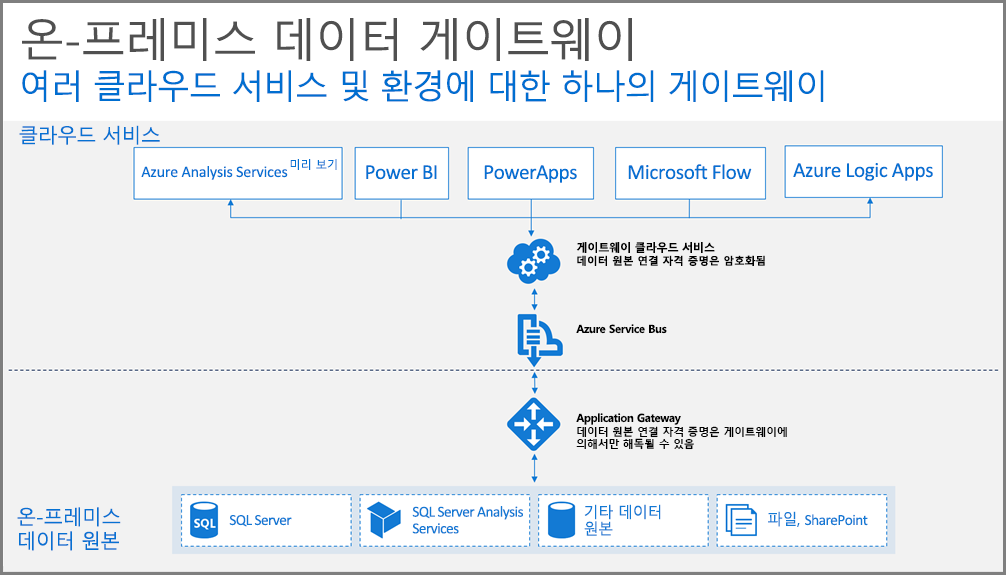 온-프레미스 데이터 게이트웨이
여러 클라우드 서비스 및 환경에 대한 하나의 게이트웨이
클라우드 서비스
Azure Analysis Services 미리 보기
Power BI
PowerApps
Microsoft Flow
Azure Logic Apps
게이트웨이 클라우드 서비스
데이터 원본 연결 자격 증명은 암호화됨
Azure Service Bus
Application Gateway
데이터 원본 연결 자격 증명은 게이트웨이에
의해서만 해독될 수 있음
온-프레미스
데이터 원본
SQL
SQL Server
SQL Server Analysis
Services
기타 데이터
원본
파일, SharePoint